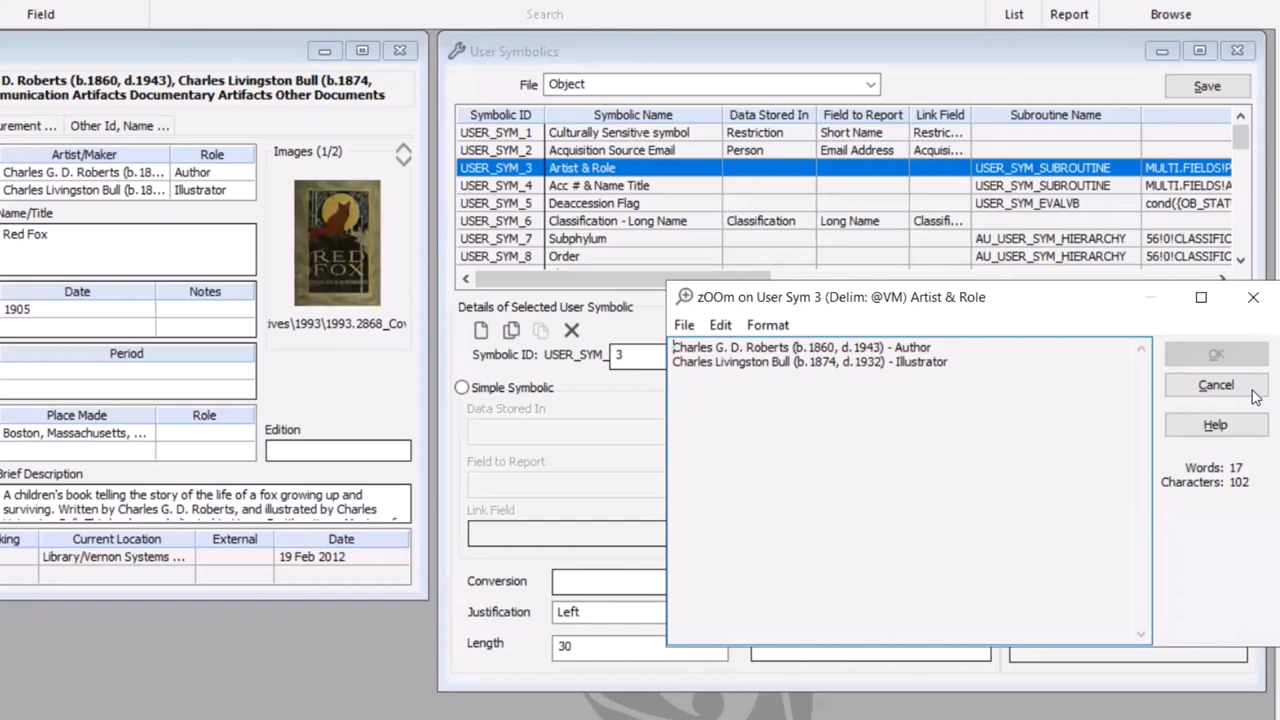 Field Search List Report Browse
D. Roberts (b.1860, d.1943), Charles Livingston Bull (b.1874,
munication Artifacts Documentary Artifacts Other Documents
urement ... Other Id, Name ...
Artist/Maker Role
Charles G. D. Roberts (b. 18... Author
Charles Livingston Bull (b. 18... Illustrator
Images (1/2)
Name/Title
Red Fox
RED
FOX
Date Notes
1905
ives\1993\1993.2868_Co
Period
Place Made Role
Boston, Massachusetts, ...
Edition
Brief Description
A children's book telling the story of the life of a fox growing up and
surviving. Written by Charles G. D. Roberts, and illustrated by Charles
king Current Location External Date
Library/Vernon Systems ... 19 Feb 2012
User Symbolics
File Object Save
Symbolic ID Symbolic Name Data Stored In Field to Report Link Field Subroutine Name
USER_SYM_1 Culturally Sensitive symbol Restriction Short Name Restric...
USER_SYM_2 Acquisition Source Email Person Email Address Acquisi...
USER_SYM_3 Artist & Role USER_SYM_SUBROUTINE MULTI.FIELDS!P
USER_SYM_4 Acc # & Name Title USER_SYM_SUBROUTINE MULTI.FIELDS!A
USER_SYM_5 Deaccession Flag USER_SYM_EVALVB cond({OB_STAT
USER_SYM_6 Classification - Long Name Classification Long Name Classifi...
USER_SYM_7 Subphylum AU_USER_SYM_HIERARCHY 56!0!CLASSIFIC
USER_SYM_8 Order AU_USER_SYM_HIERARCHY 56!0!CLASSIFIC
Details of Selected User Symbolic
Symbolic ID: USER_SYM_ 3
Simple Symbolic
Data Stored In
Field to Report
Link Field
Conversion
Justification Left
Length 30
zOOm on User Sym 3 (Delim: @VM) Artist & Role
File Edit Format
Charles G. D. Roberts (b. 1860, d. 1943) - Author
Charles Livingston Bull (b. 1874, d. 1932) - Illustrator
OK
Cancel
Help
Words: 17
Characters: 102